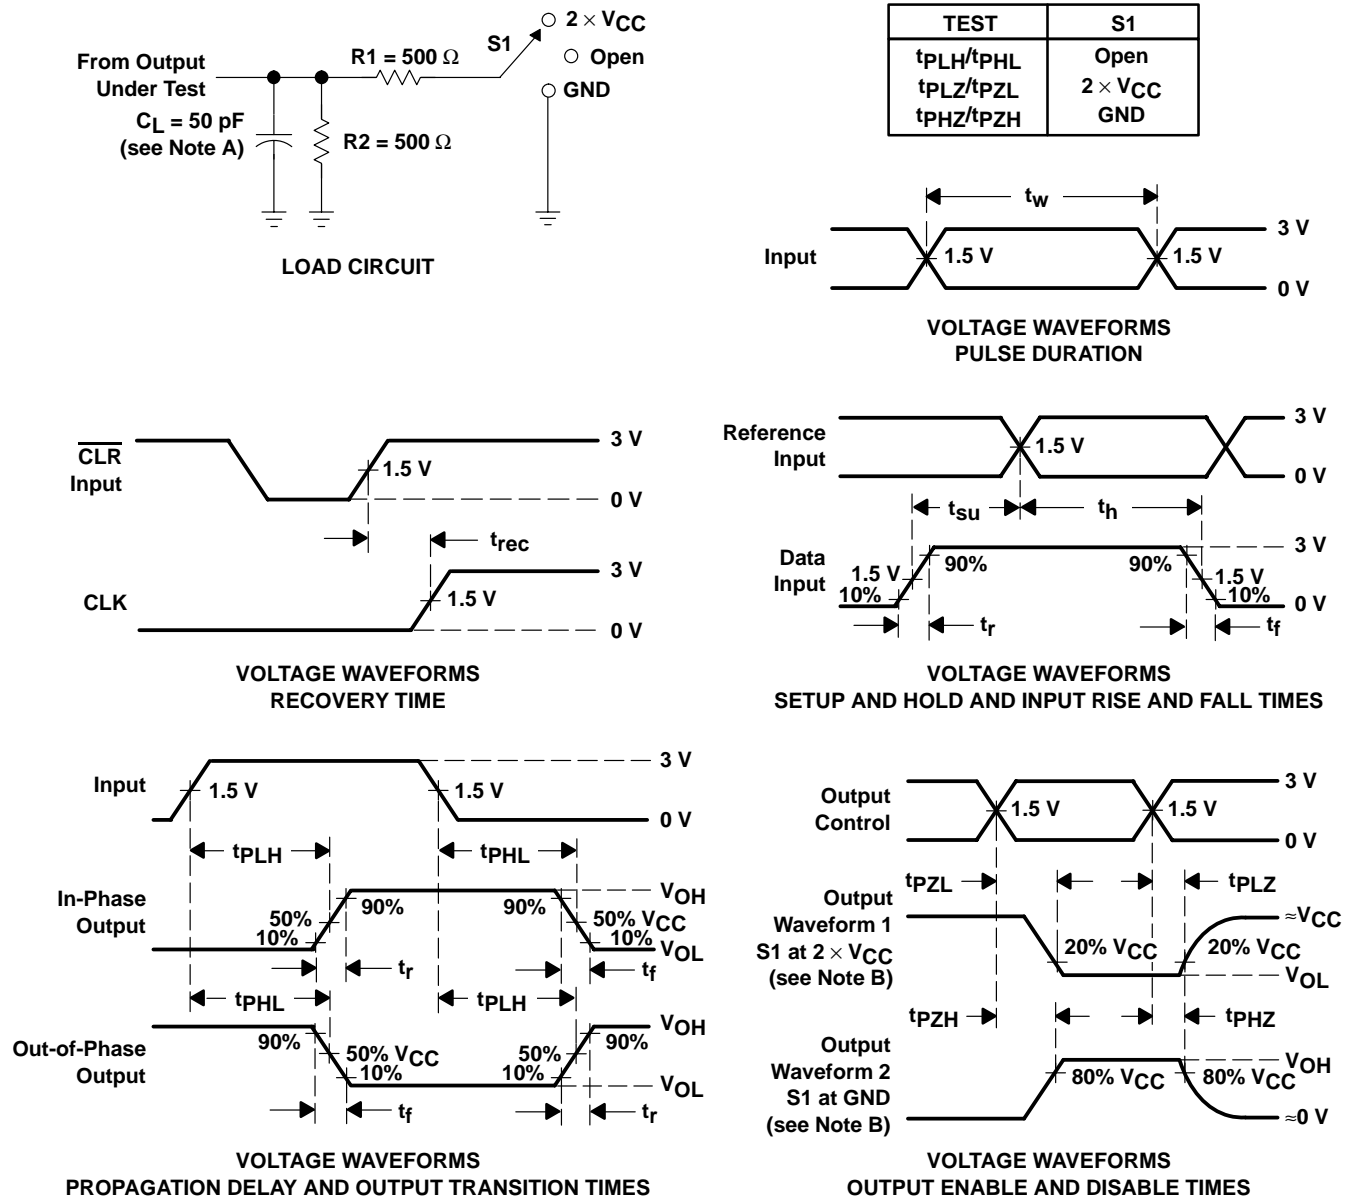 From Output
Under Test
CL = 50 pF
(see Note A)
R1 = 500 Ω
R2 = 500 Ω
S1
2 × VCC
Open
GND
LOAD CIRCUIT
TEST S1
tPLH/tPHL Open
tPLZ/tPZL 2 × VCC
tPHZ/tPZH GND
tw
Input
1.5 V
1.5 V
3 V
0 V
VOLTAGE WAVEFORMS
PULSE DURATION
CLR
Input
1.5 V
3 V
0 V
trec
CLK
1.5 V
3 V
0 V
VOLTAGE WAVEFORMS
RECOVERY TIME
Reference
Input
1.5 V
3 V
0 V
tsu
th
Data
Input
1.5 V
10%
90%
90%
1.5 V
10%
3 V
0 V
tr
tf
VOLTAGE WAVEFORMS
SETUP AND HOLD AND INPUT RISE AND FALL TIMES
Input
1.5 V
1.5 V
3 V
0 V
tPLH
tPHL
In-Phase
Output
50%
10%
90%
90%
50% VCC
10%
VOH
VOL
tr
tf
tPHL
tPLH
Out-of-Phase
Output
90%
50% VCC
10%
50%
10%
90%
VOH
VOL
tf
tr
VOLTAGE WAVEFORMS
PROPAGATION DELAY AND OUTPUT TRANSITION TIMES
Output
Control
1.5 V
1.5 V
3 V
0 V
tPZL
tPLZ
Output
Waveform 1
S1 at 2 × VCC
(see Note B)
20% VCC
20% VCC
≈VCC
VOL
tPZH
tPHZ
Output
Waveform 2
S1 at GND
(see Note B)
80% VCC
80% VCC
VOH
≈0 V
VOLTAGE WAVEFORMS
OUTPUT ENABLE AND DISABLE TIMES